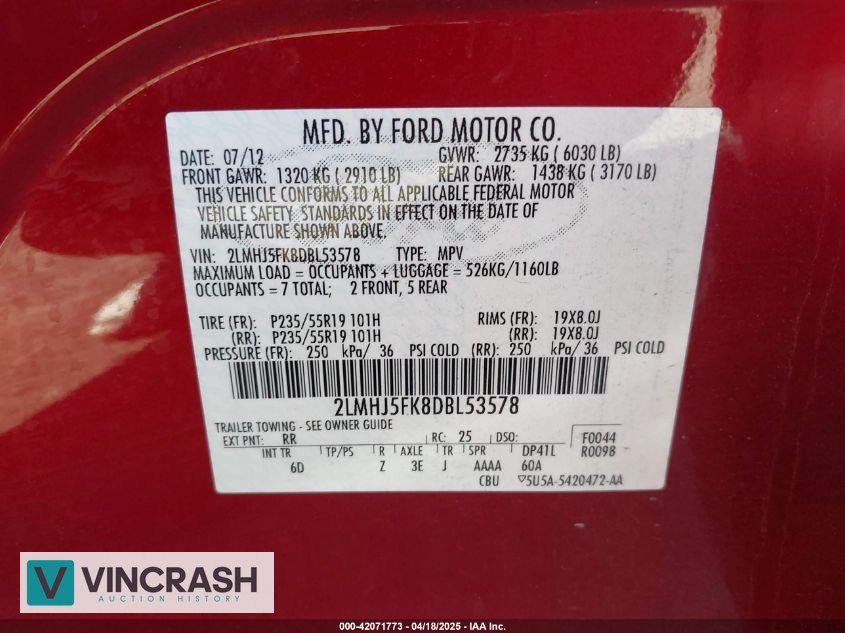 MFD. BY FORD MOTOR CO.
DATE: 07/12 GVWR: 2735 KG ( 6030 LB)
FRONT GAWR: 1320 KG ( 2910 LB) REAR GAWR: 1438 KG ( 3170 LB)
THIS VEHICLE CONFORMS TO ALL APPLICABLE FEDERAL MOTOR
VEHICLE SAFETY STANDARDS IN EFFECT ON THE DATE OF
MANUFACTURE SHOWN ABOVE.
VIN: 2LMHJ5FK8DBL53578 TYPE: MPV
MAXIMUM LOAD = OCCUPANTS + LUGGAGE = 526KG/1160LB
OCCUPANTS = 7 TOTAL; 2 FRONT, 5 REAR
TIRE (FR): P235/55R19 101H RIMS (FR): 19X8.0J
(RR): P235/55R19 101H (RR): 19X8.0J
PRESSURE (FR): 250 kPa/ 36 PSI COLD (RR): 250 kPa/ 36 PSI COLD
2LMHJ5FK8DBL53578
TRAILER TOWING - SEE OWNER GUIDE
EXT PNT: RR RC: 25 DSO: F0044
INT TR TP/PS R AXLE TR SPR DP41L R0098
6D Z 3E J AAAA 60A
CBU ▽5U5A-5420472-AA
V VINCRASH
AUCTION HISTORY
000-42071773 - 04/18/2025 - IAA Inc.